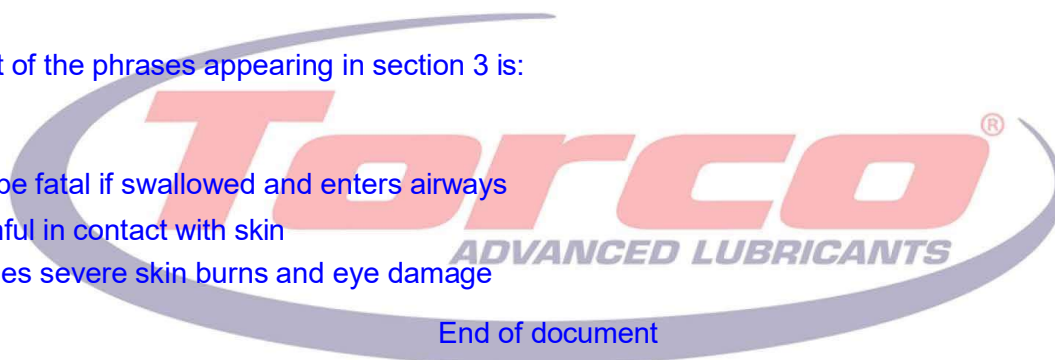 t of the phrases appearing in section 3 is:
Torco®
be fatal if swallowed and enters airways
nful in contact with skin
ADVANCED LUBRICANTS
es severe skin burns and eye damage
End of document